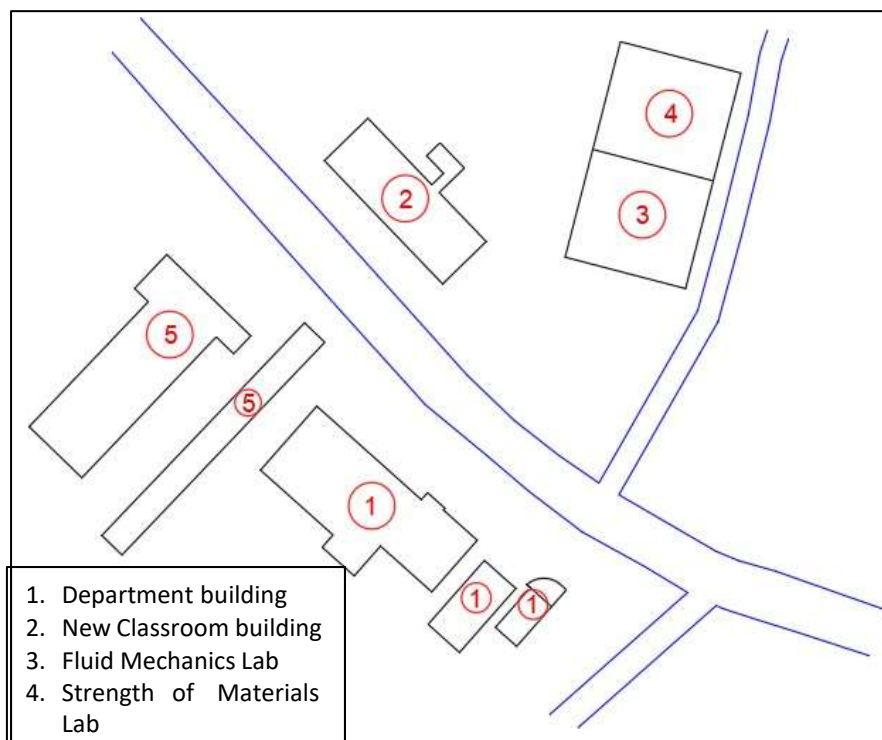 4
2
3
5
5
1
1
1
1. Department building
2. New Classroom building
3. Fluid Mechanics Lab
4. Strength of Materials
Lab